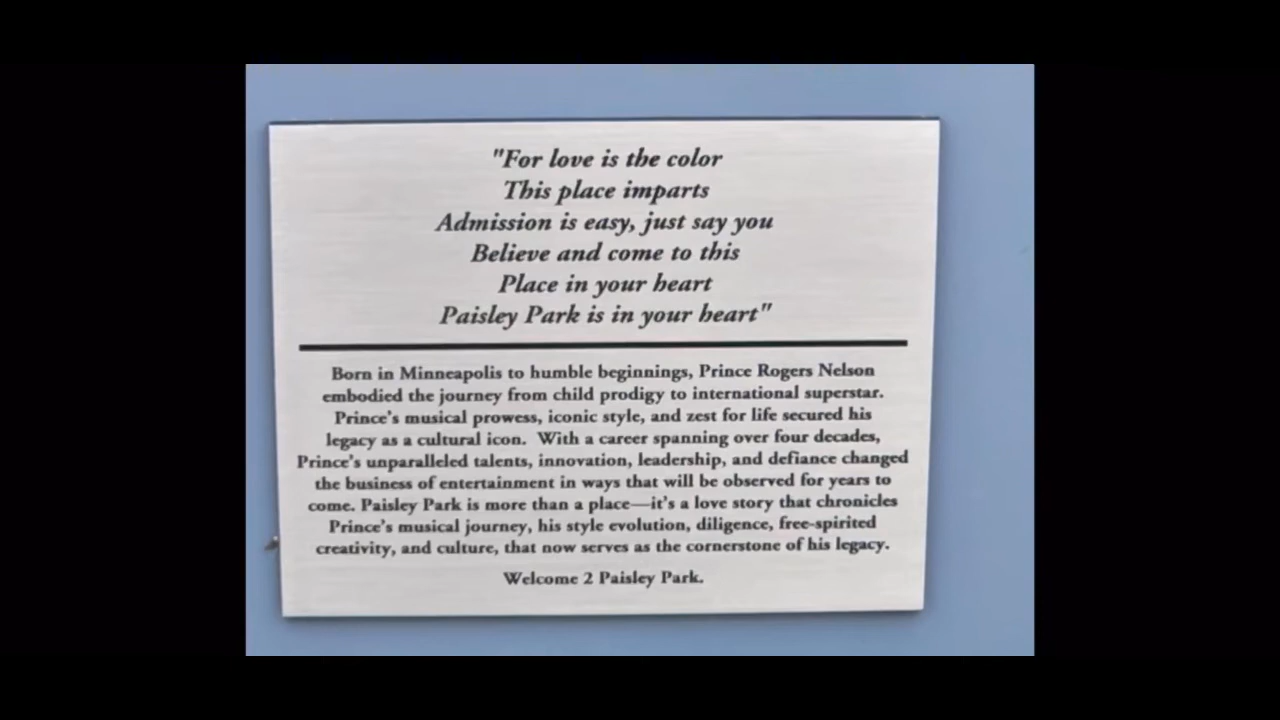 "For love is the color
This place imparts
Admission is easy, just say you
Believe and come to this
Place in your heart
Paisley Park is in your heart"
Born in Minneapolis to humble beginnings, Prince Rogers Nelson
embodied the journey from child prodigy to international superstar.
Prince's musical prowess, iconic style, and zest for life secured his
legacy as a cultural icon.  With a career spanning over four decades,
Prince's unparalleled talents, innovation, leadership, and defiance changed
the business of entertainment in ways that will be observed for years to
come. Paisley Park is more than a place—it's a love story that chronicles
Prince's musical journey, his style evolution, diligence, free-spirited
creativity, and culture, that now serves as the cornerstone of his legacy.
Welcome 2 Paisley Park.